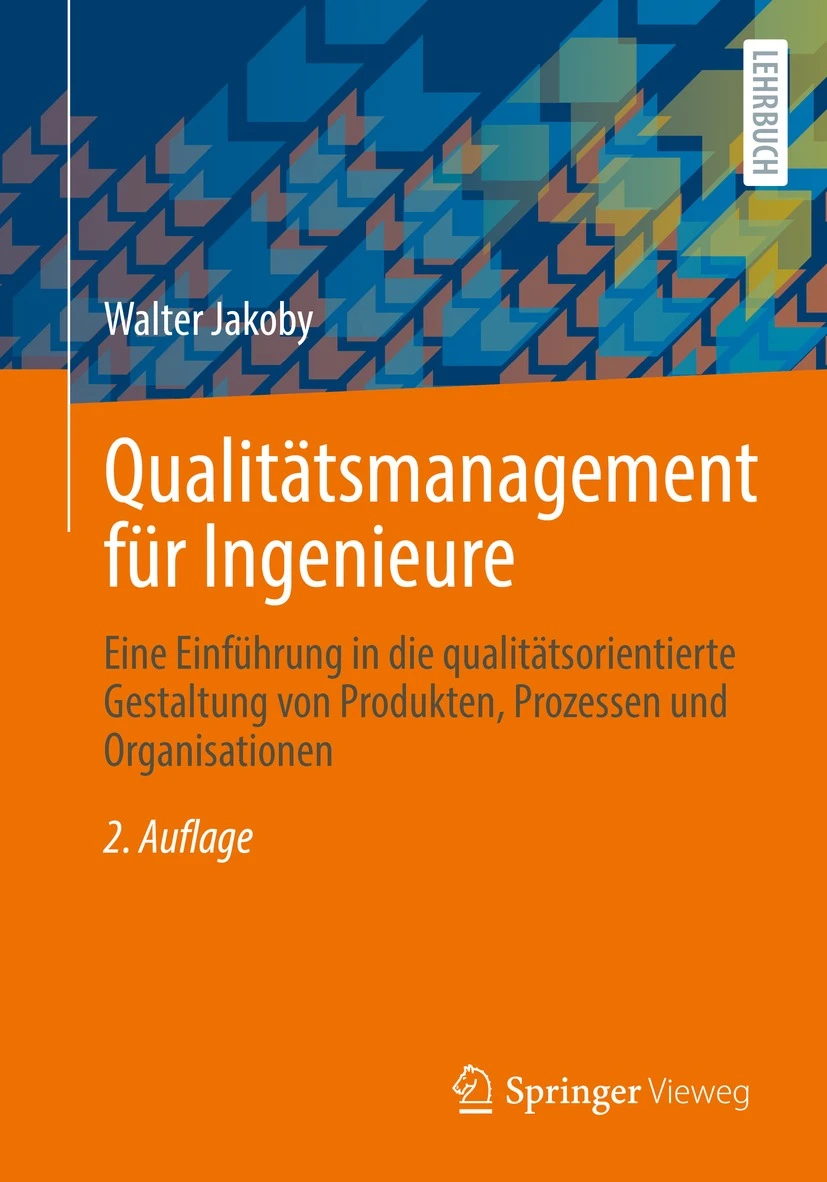 LEHRBUCH
Walter Jakoby
Qualitätsmanagement
für Ingenieure
Eine Einführung in die qualitätsorientierte
Gestaltung von Produkten, Prozessen und
Organisationen
2. Auflage
Springer Vieweg